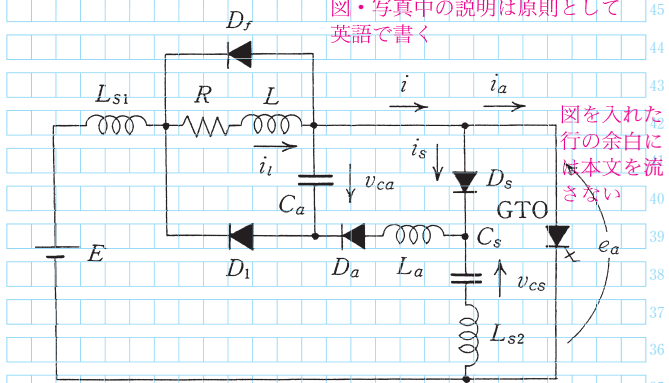 図・写真中の説明は原則として
英語で書く
45
44
43
42
40
39
38
37
36
図を入れた
行の余白に
は本文を流
さない
D_f
L_{s1}
R
L
i
i_a
i_l
i_s
C_a
v_{ca}
D_s
GTO
E
D_1
D_a
L_a
C_s
e_a
v_{cs}
L_{s2}